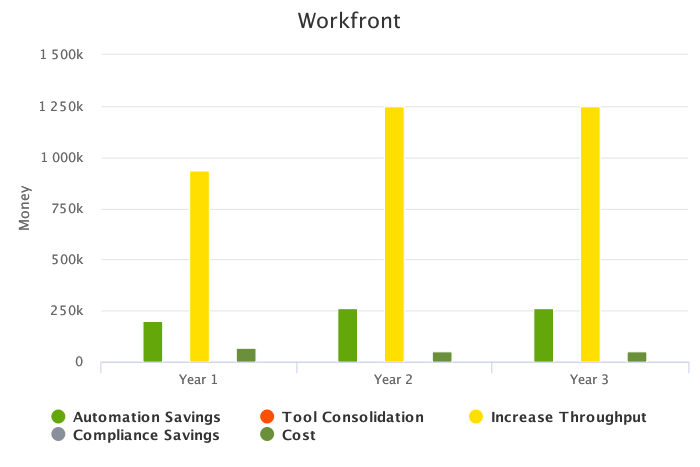 Workfront
1 500k
1 250k
1 000k
750k
500k
250k
0
Money
Year 1
Year 2
Year 3
Automation Savings
Tool Consolidation
Increase Throughput
Compliance Savings
Cost